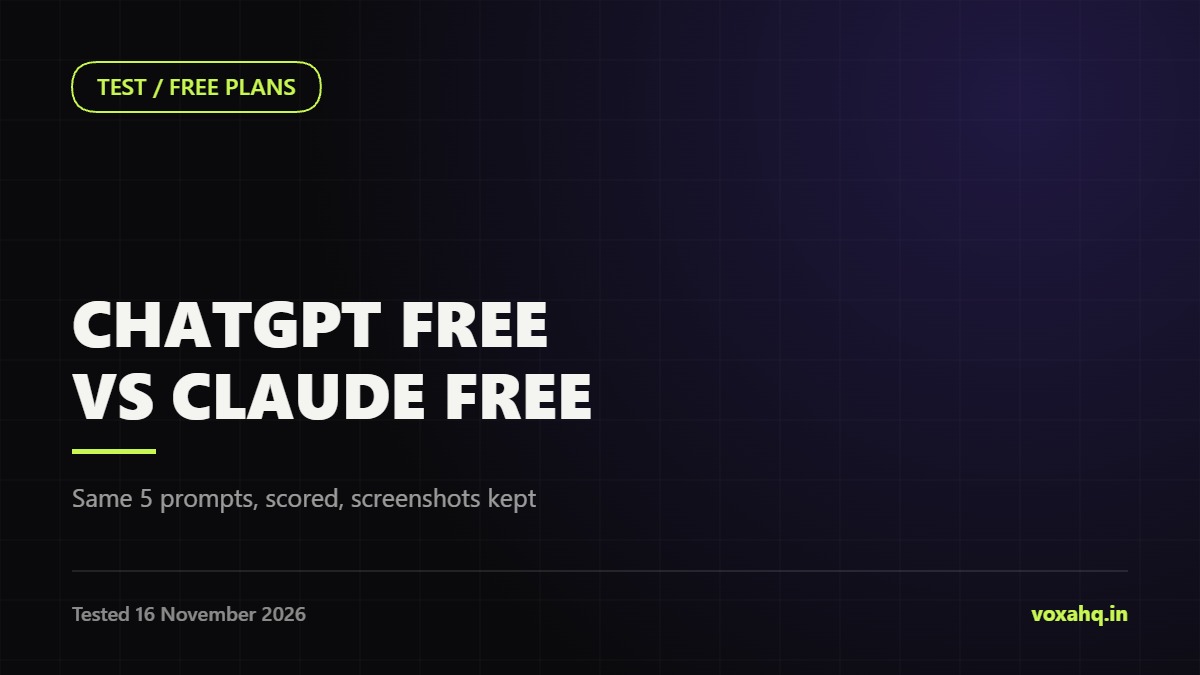 TEST / FREE PLANS
CHATGPT FREE
VS CLAUDE FREE
Same 5 prompts, scored, screenshots kept
Tested 16 November 2026
voxahq.in